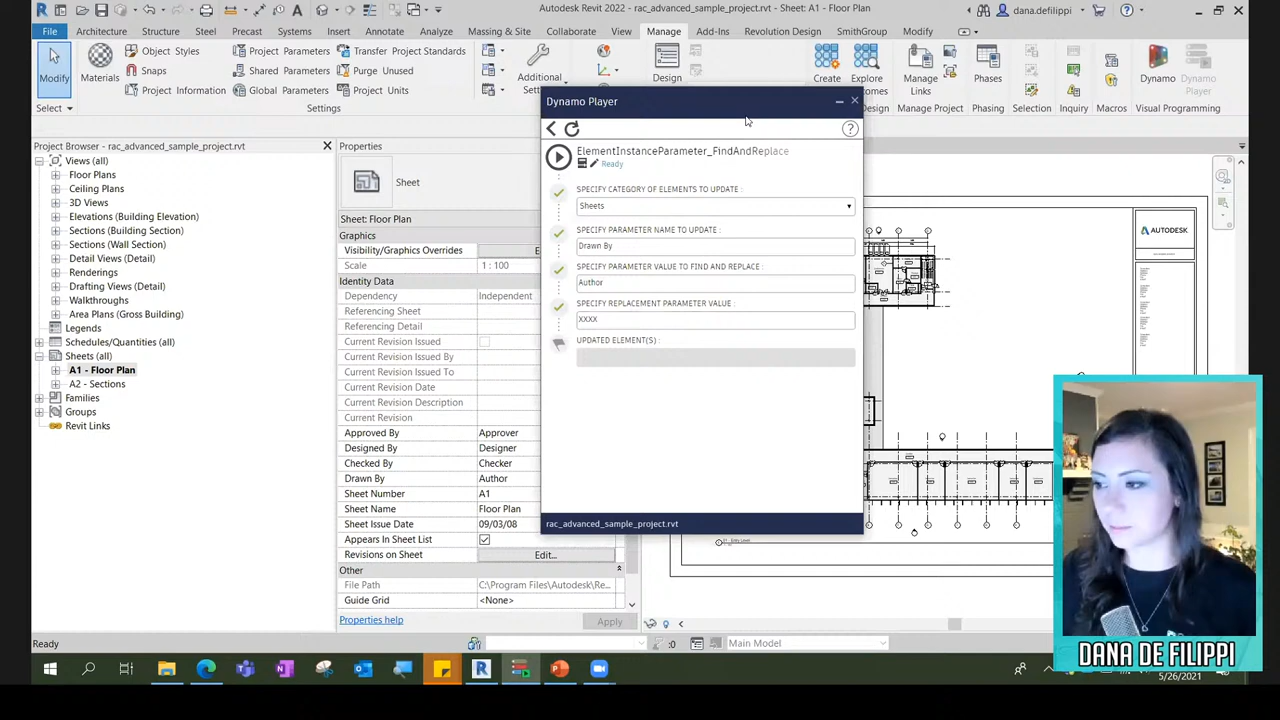 Autodesk Revit 2022 - rac_advanced_sample_project.rvt - Sheet: A1 - Floor Plan
dana.defilippi
File
Architecture
Structure
Steel
Precast
Systems
Insert
Annotate
Massing & Site
Collaborate
View
Manage
Add-Ins
Revolution Design
SmithGroup
Modify
Modify
Materials
Object Styles
Snaps
Project Information
Project Parameters
Shared Parameters
Global Parameters
Transfer Project Standards
Purge Unused
Project Units
Additional
Design
Create
Explore
Manage
Links
Phases
Dynamo
Dynamo
Player
Select
Settings
Design
Manage Project
Phasing
Selection
Inquiry
Macros
Visual Programming
Project Browser - rac_advanced_sample_project.rvt
Views (all)
Floor Plans
Ceiling Plans
3D Views
Elevations (Building Elevation)
Sections (Building Section)
Sections (Wall Section)
Detail Views (Detail)
Renderings
Drafting Views (Detail)
Walkthroughs
Area Plans (Gross Building)
Legends
Schedules/Quantities (all)
Sheets (all)
A1 - Floor Plan
A2 - Sections
Families
Groups
Revit Links
Properties
Sheet
Sheet: Floor Plan
Graphics
Visibility/Graphics Overrides
Scale 1 : 100
Identity Data
Dependency Independent
Referencing Sheet
Referencing Detail
Current Revision Issued
Current Revision Issued By
Current Revision Issued To
Current Revision Date
Current Revision Description
Current Revision
Approved By Approver
Designed By Designer
Checked By Checker
Drawn By Author
Sheet Number A1
Sheet Name Floor Plan
Sheet Issue Date 09/03/08
Appears In Sheet List
Revisions on Sheet Edit...
Other
File Path C:\Program Files\Autodesk\Re...
Guide Grid <None>
Properties help
Apply
Dynamo Player
ElementInstanceParameter_FindAndReplace
Ready
SPECIFY CATEGORY OF ELEMENTS TO UPDATE :
Sheets
SPECIFY PARAMETER NAME TO UPDATE :
Drawn By
SPECIFY PARAMETER VALUE TO FIND AND REPLACE :
Author
SPECIFY REPLACEMENT PARAMETER VALUE :
XXXX
UPDATED ELEMENT(S) :
rac_advanced_sample_project.rvt
AUTODESK
Ready
:0
Main Model
DANA DE FILIPPI
5/26/2021